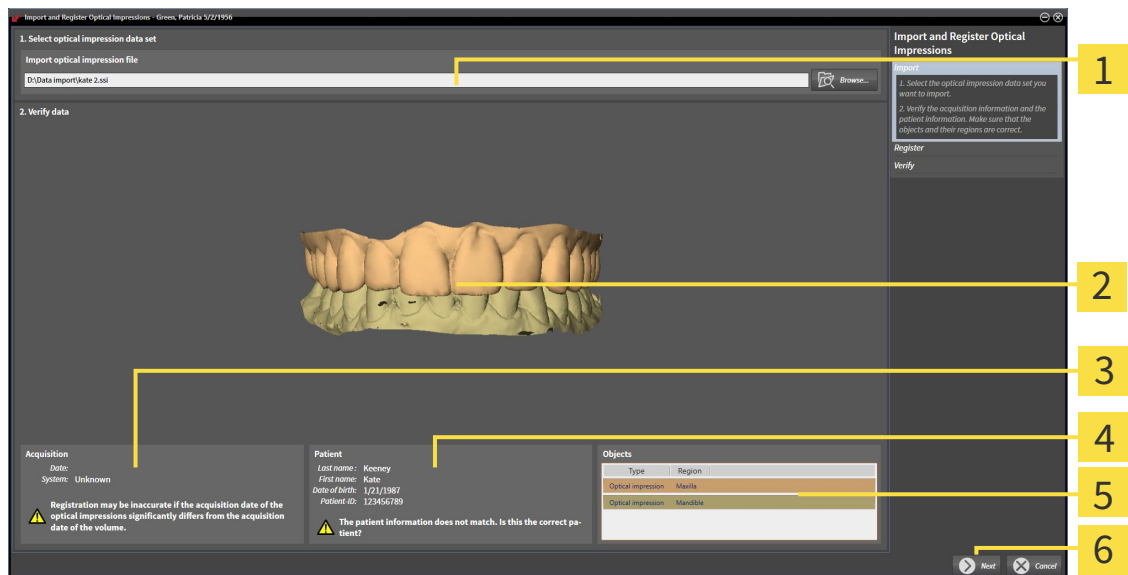 Import and Register Optical Impressions - Green, Patricia 5/2/1956
1. Select optical impression data set
Import optical impression file
D:\Data import\kate 2.ssi
Browse...
2. Verify data
Import and Register Optical
Impressions
Import
1. Select the optical impression data set you
want to import.
2. Verify the acquisition information and the
patient information. Make sure that the
objects and their regions are correct.
Register
Verify
1
2
3
4
5
6
Acquisition
Date:
System: Unknown
Registration may be inaccurate if the acquisition date of the
optical impressions significantly differs from the acquisition
date of the volume.
Patient
Last name: Keeney
First name: Kate
Date of birth: 1/21/1987
Patient-ID: 123456789
The patient information does not match. Is this the correct pa-
tient?
Objects
Type Region
Optical impression Maxilla
Optical impression Mandible
Next
Cancel